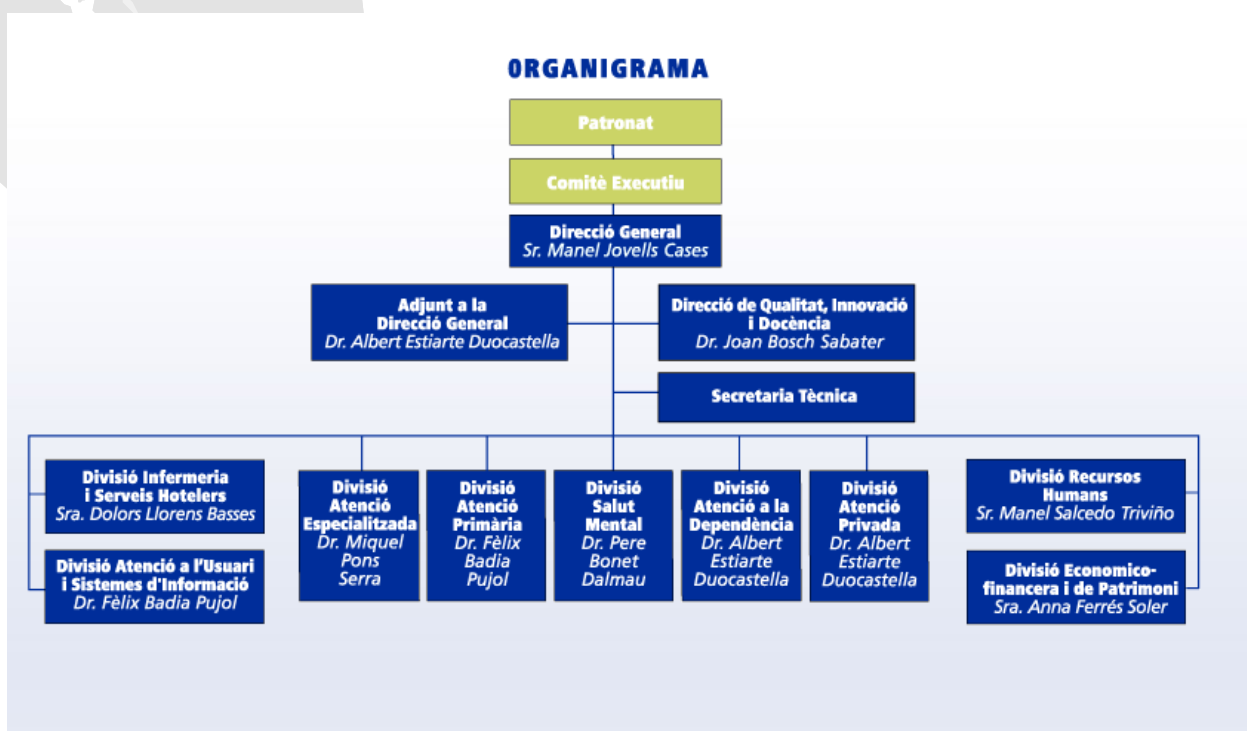 ORGANIGRAMA
Patronat
Comitè Executiu
Direcció General
Sr. Manel Jovells Cases
Adjunt a la
Direcció General
Dr. Albert Estiarte Duocastella
Direcció de Qualitat, Innovació
i Docència
Dr. Joan Bosch Sabater
Secretaria Tècnica
Divisió Infermeria
i Serveis Hotelers
Sra. Dolors Llorens Basses
Divisió Atenció a l'Usuari
i Sistemes d'Informació
Dr. Fèlix Badia Pujol
Divisió
Atenció
Especialitzada
Dr. Miquel
Pons
Serra
Divisió
Atenció
Primària
Dr. Fèlix
Badia
Pujol
Divisió
Salut
Mental
Dr. Pere
Bonet
Dalmau
Divisió
Atenció a la
Dependència
Dr. Albert
Estiarte
Duocastella
Divisió
Atenció
Privada
Dr. Albert
Estiarte
Duocastella
Divisió Recursos
Humans
Sr. Manel Salcedo Triviño
Divisió Economico-
financera i de Patrimoni
Sra. Anna Ferrés Soler